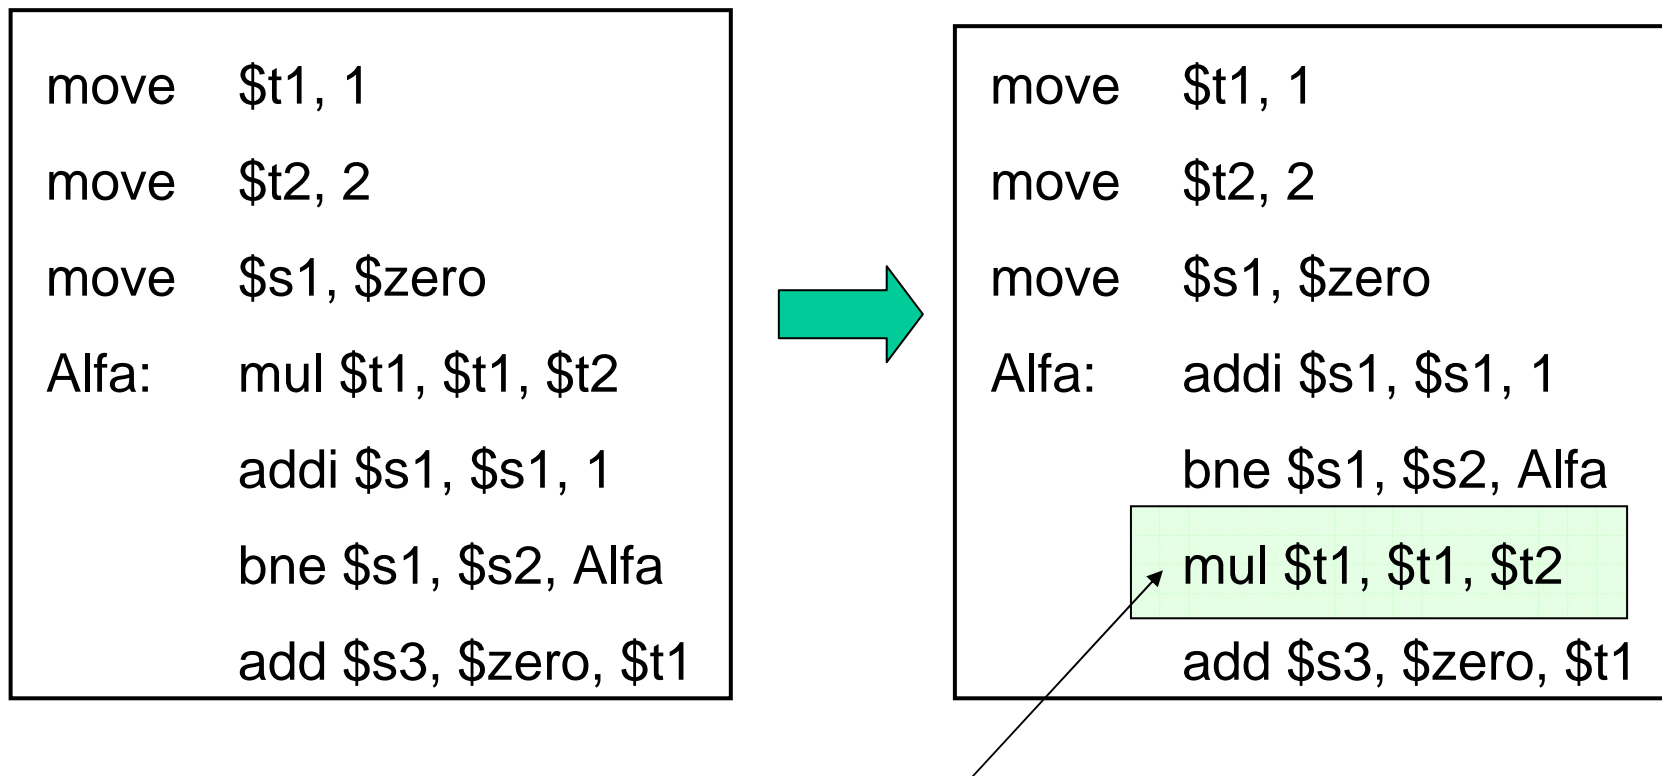 move $t1, 1
move $t2, 2
move $s1, $zero
Alfa: mul $t1, $t1, $t2
addi $s1, $s1, 1
bne $s1, $s2, Alfa
add $s3, $zero, $t1
move $t1, 1
move $t2, 2
move $s1, $zero
Alfa: addi $s1, $s1, 1
bne $s1, $s2, Alfa
mul $t1, $t1, $t2
add $s3, $zero, $t1